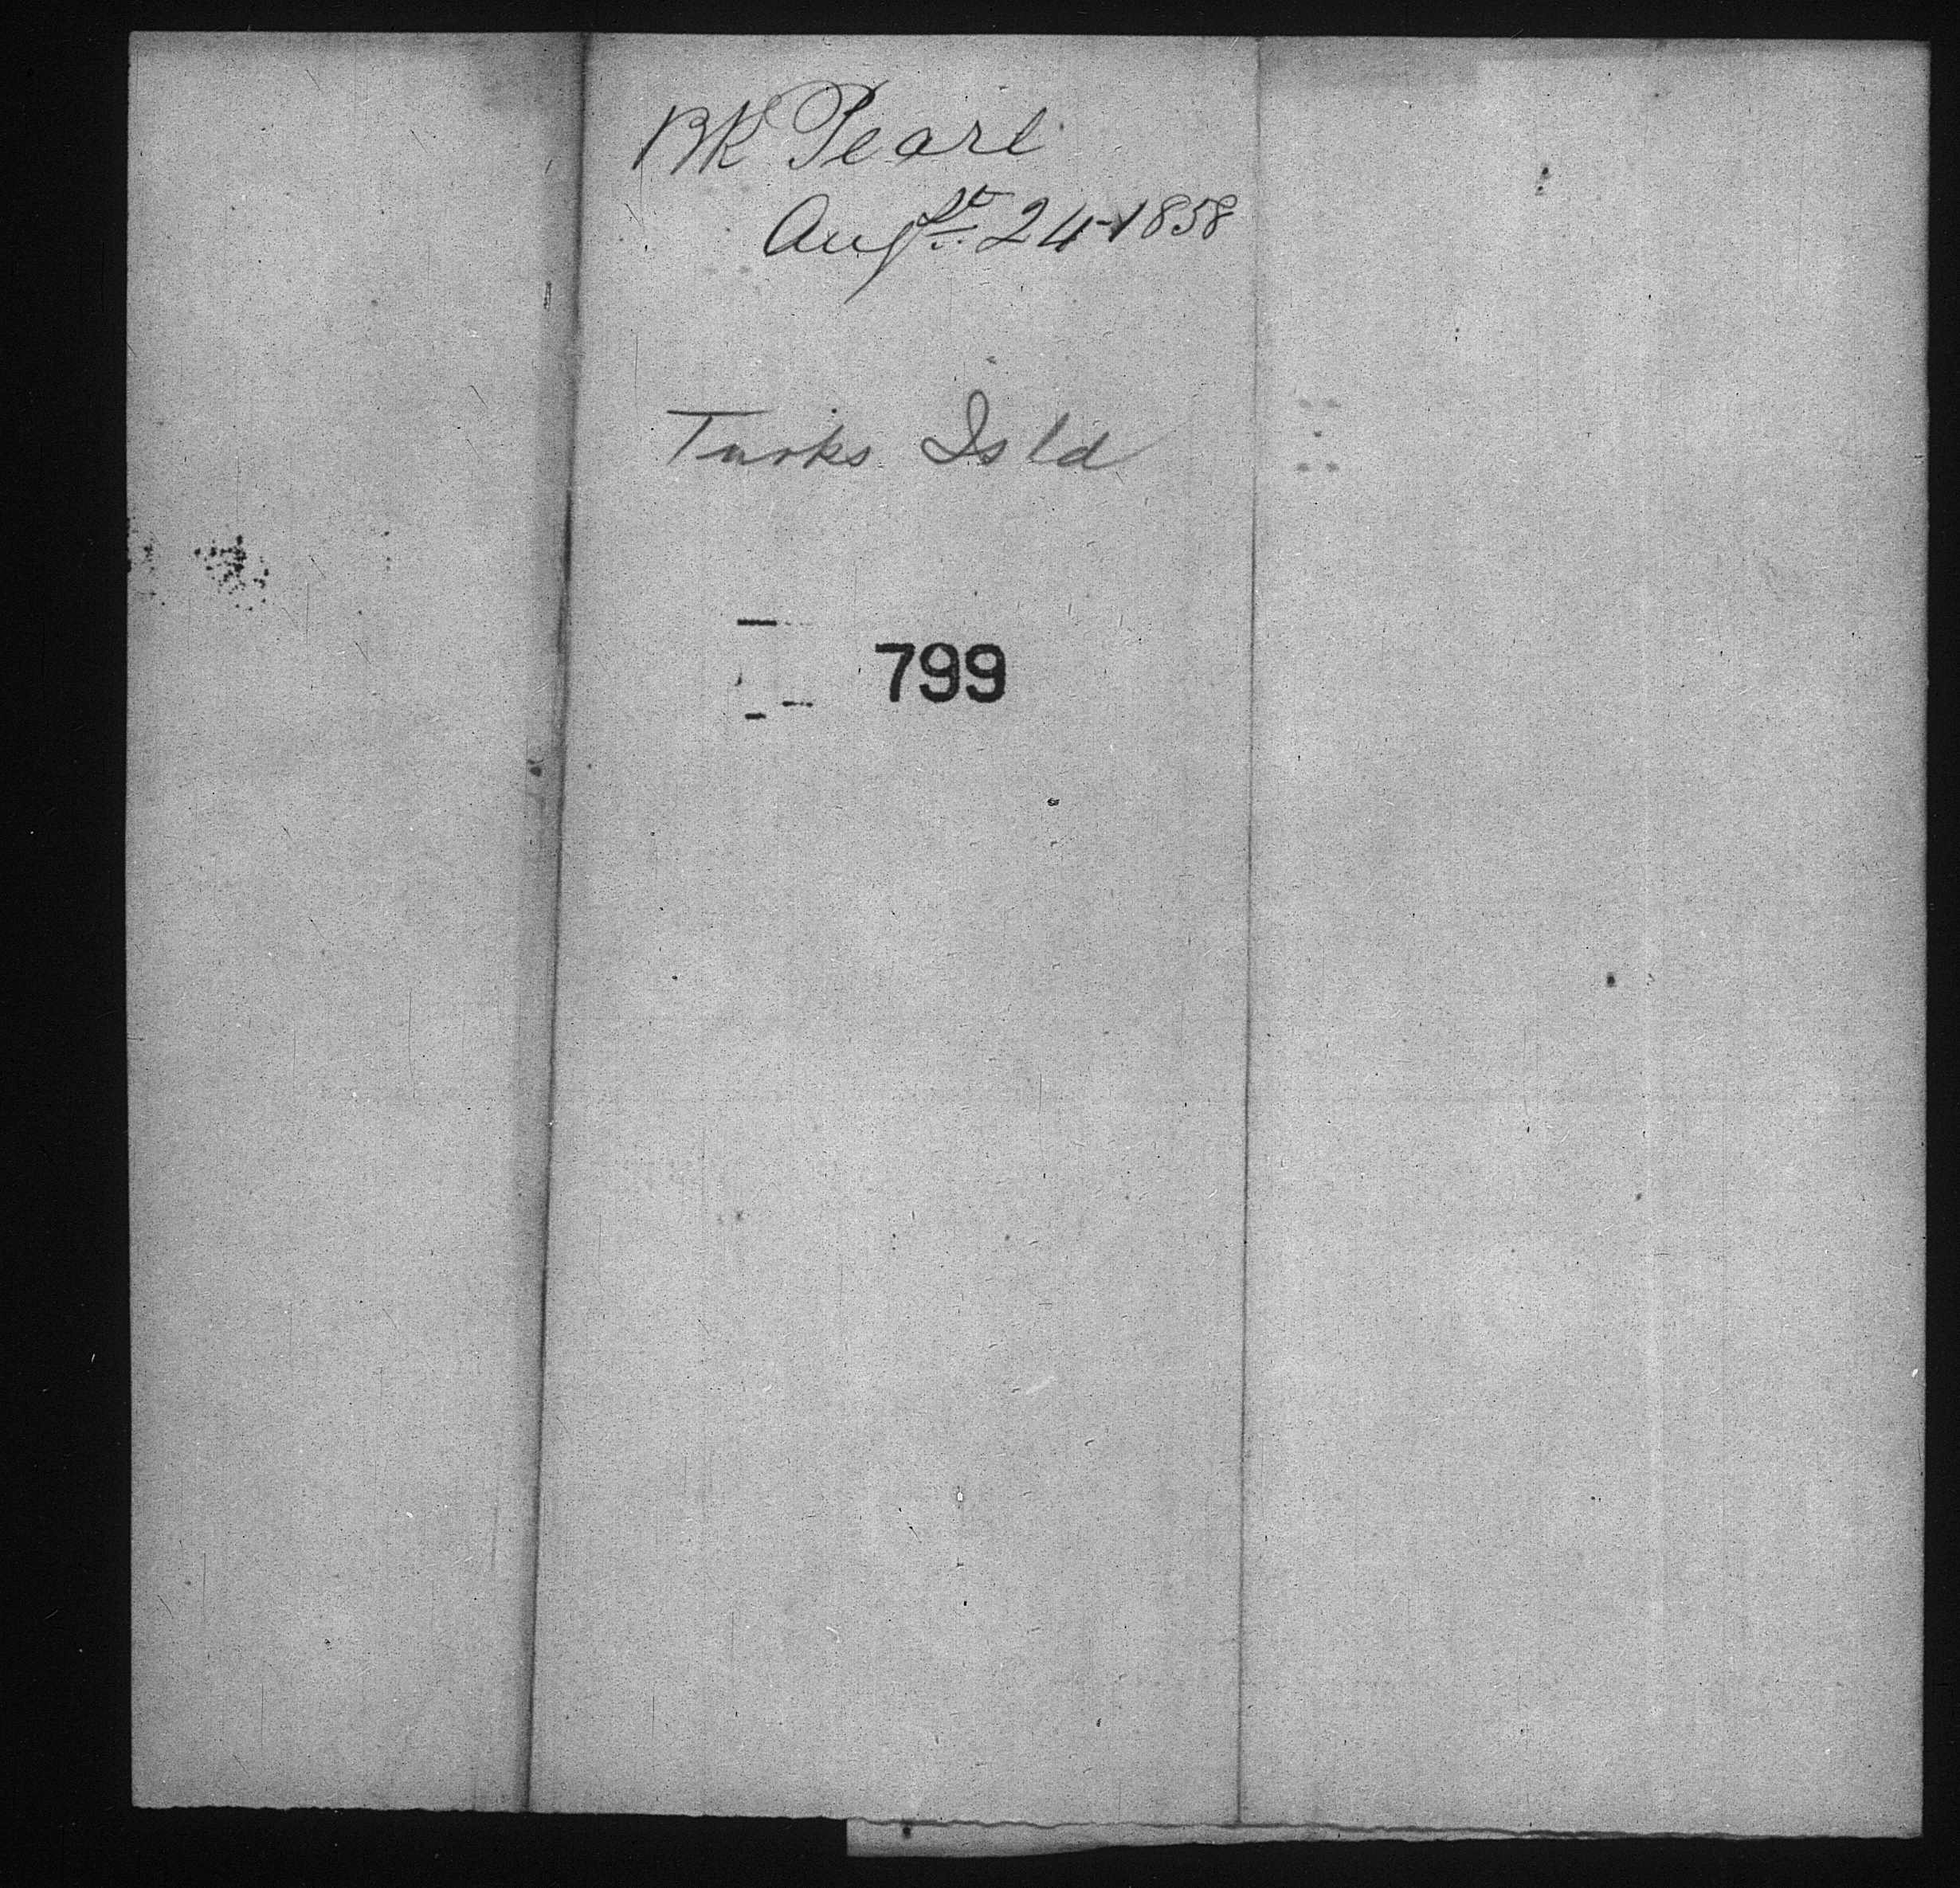 Bk Pearl
Augst 24-1858
Turks Isld
799